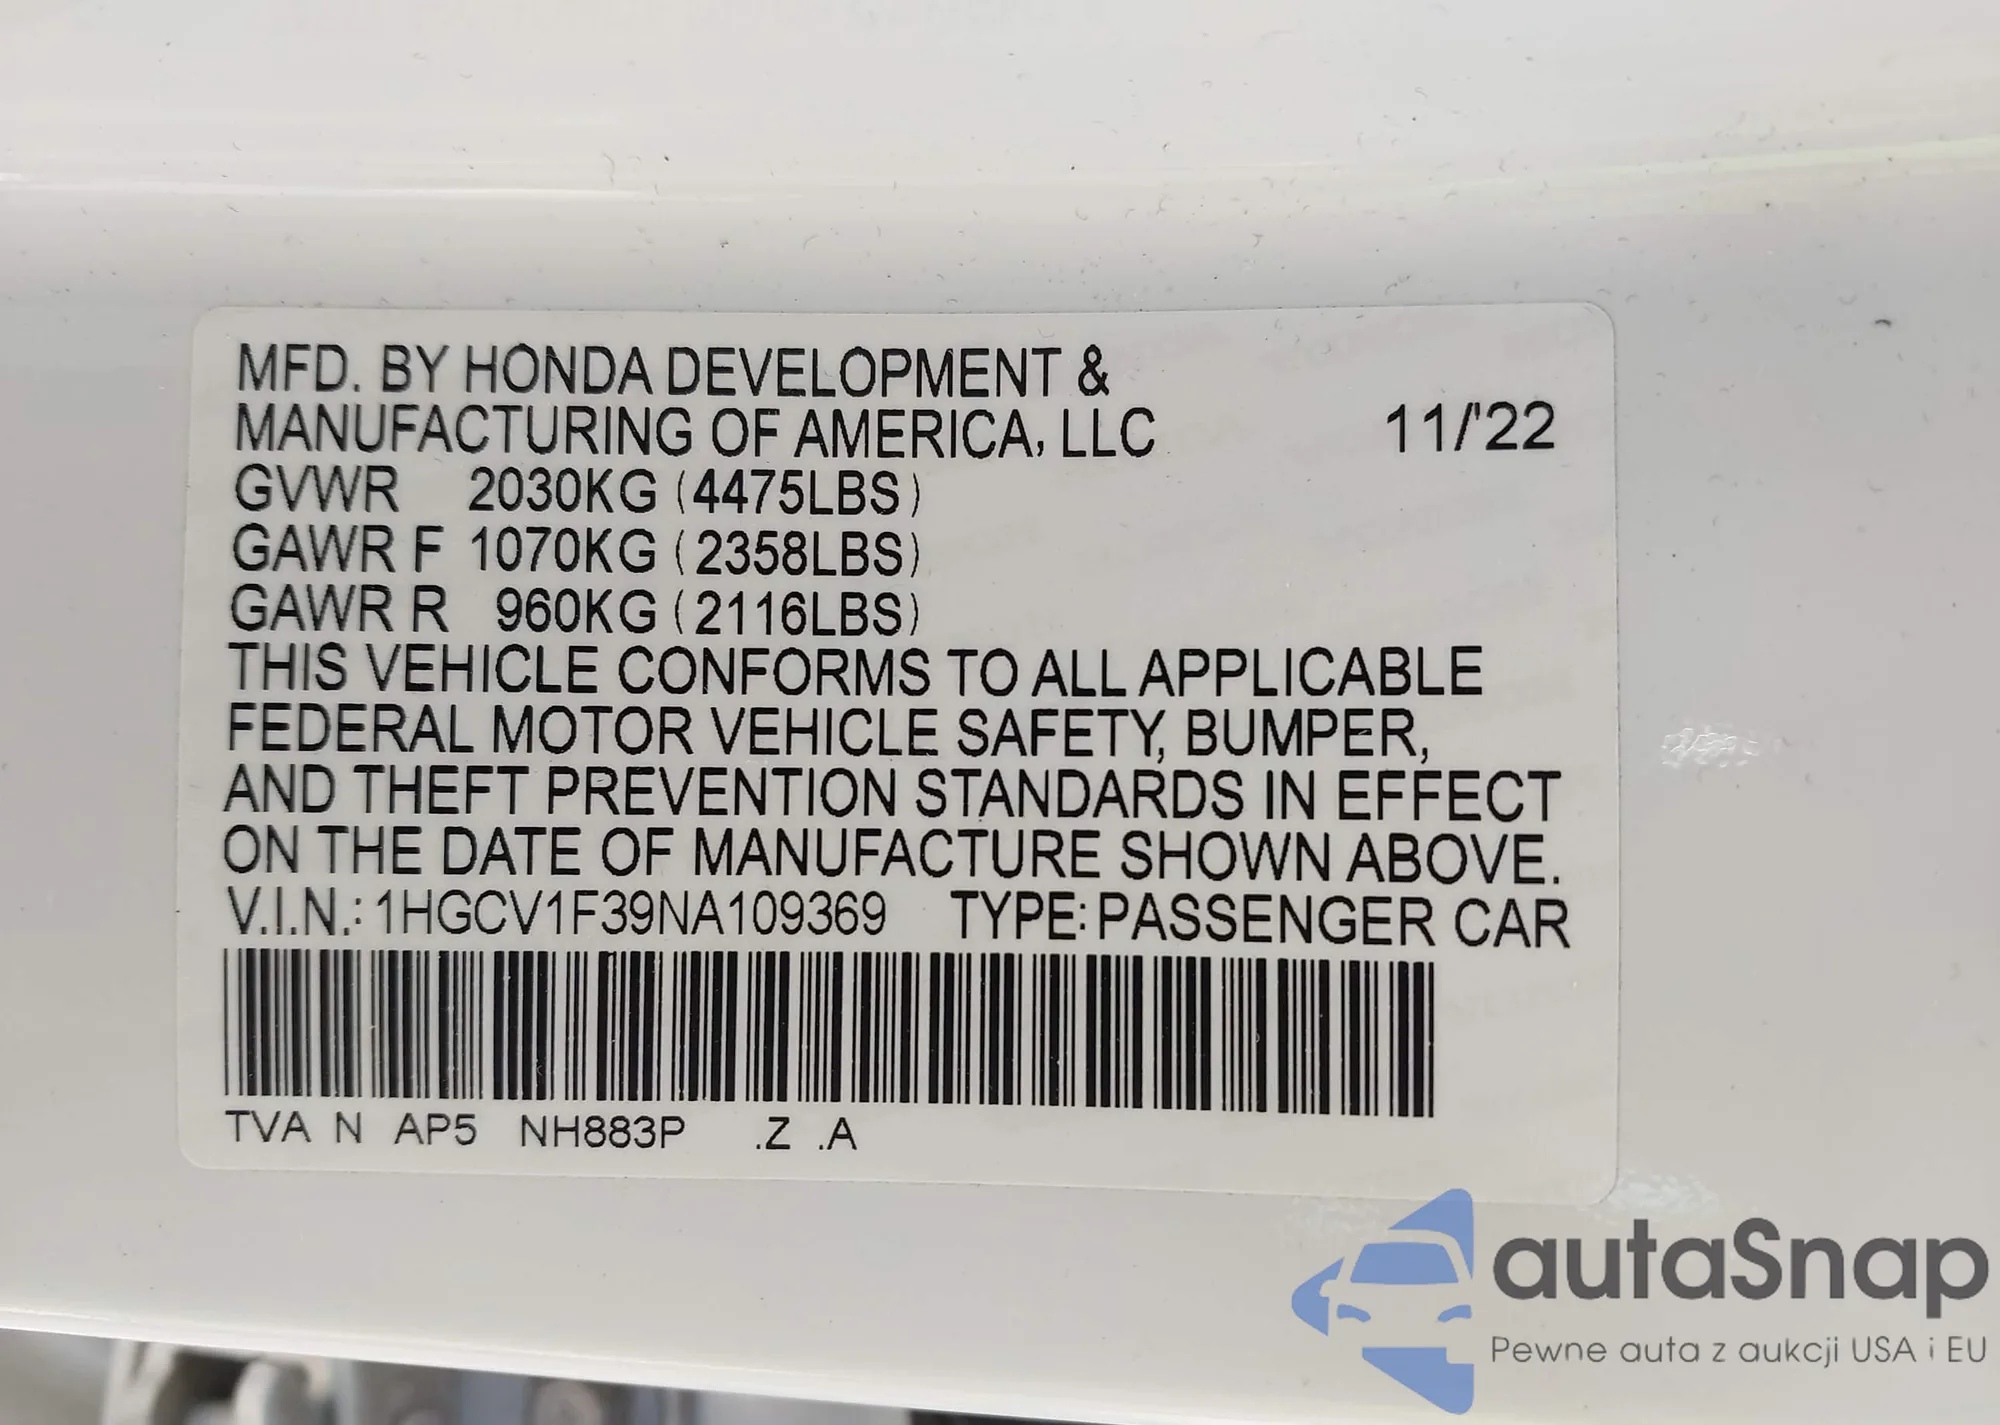 MFD. BY HONDA DEVELOPMENT &
MANUFACTURING OF AMERICA, LLC 11/'22
GVWR 2030KG (4475LBS)
GAWR F 1070KG (2358LBS)
GAWR R 960KG (2116LBS)
THIS VEHICLE CONFORMS TO ALL APPLICABLE
FEDERAL MOTOR VEHICLE SAFETY, BUMPER,
AND THEFT PREVENTION STANDARDS IN EFFECT
ON THE DATE OF MANUFACTURE SHOWN ABOVE.
V.I.N.: 1HGCV1F39NA109369 TYPE: PASSENGER CAR
TVA N AP5 NH883P .Z .A
autaSnap
Pewne auta z aukcji USA i EU